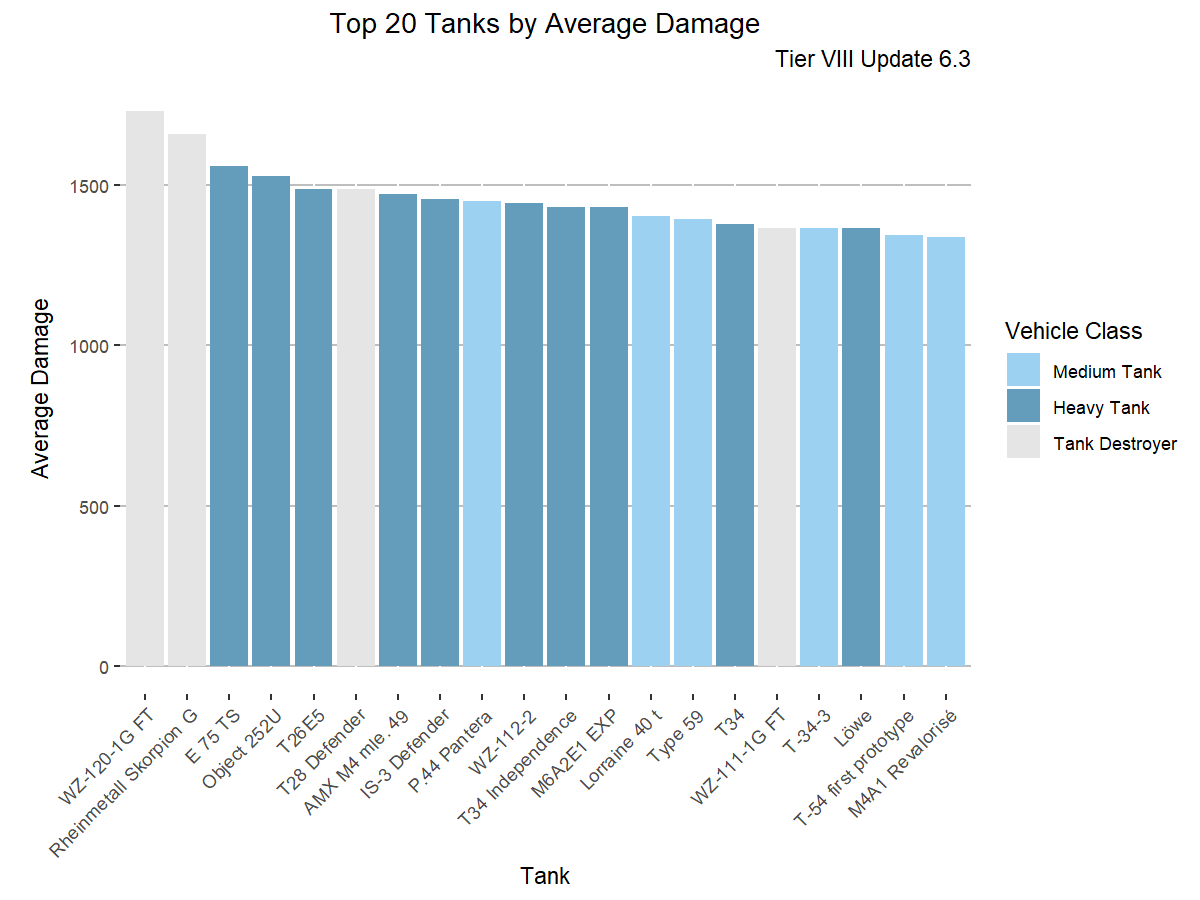 Top 20 Tanks by Average Damage
Tier VIII Update 6.3
Average Damage
1500
1000
500
0
WZ-120-1G FT
Rheinmetall Skorpion G
E 75 TS
Object 252U
T26E5
T28 Defender
AMX M4 mle. 49
IS-3 Defender
P.44 Pantera
WZ-112-2
T34 Independence
M6A2E1 EXP
Lorraine 40 t
Type 59
T34
WZ-111-1G FT
T-34-3
Löwe
T-54 first prototype
M4A1 Revalorisé
Tank
Vehicle Class
Medium Tank
Heavy Tank
Tank Destroyer